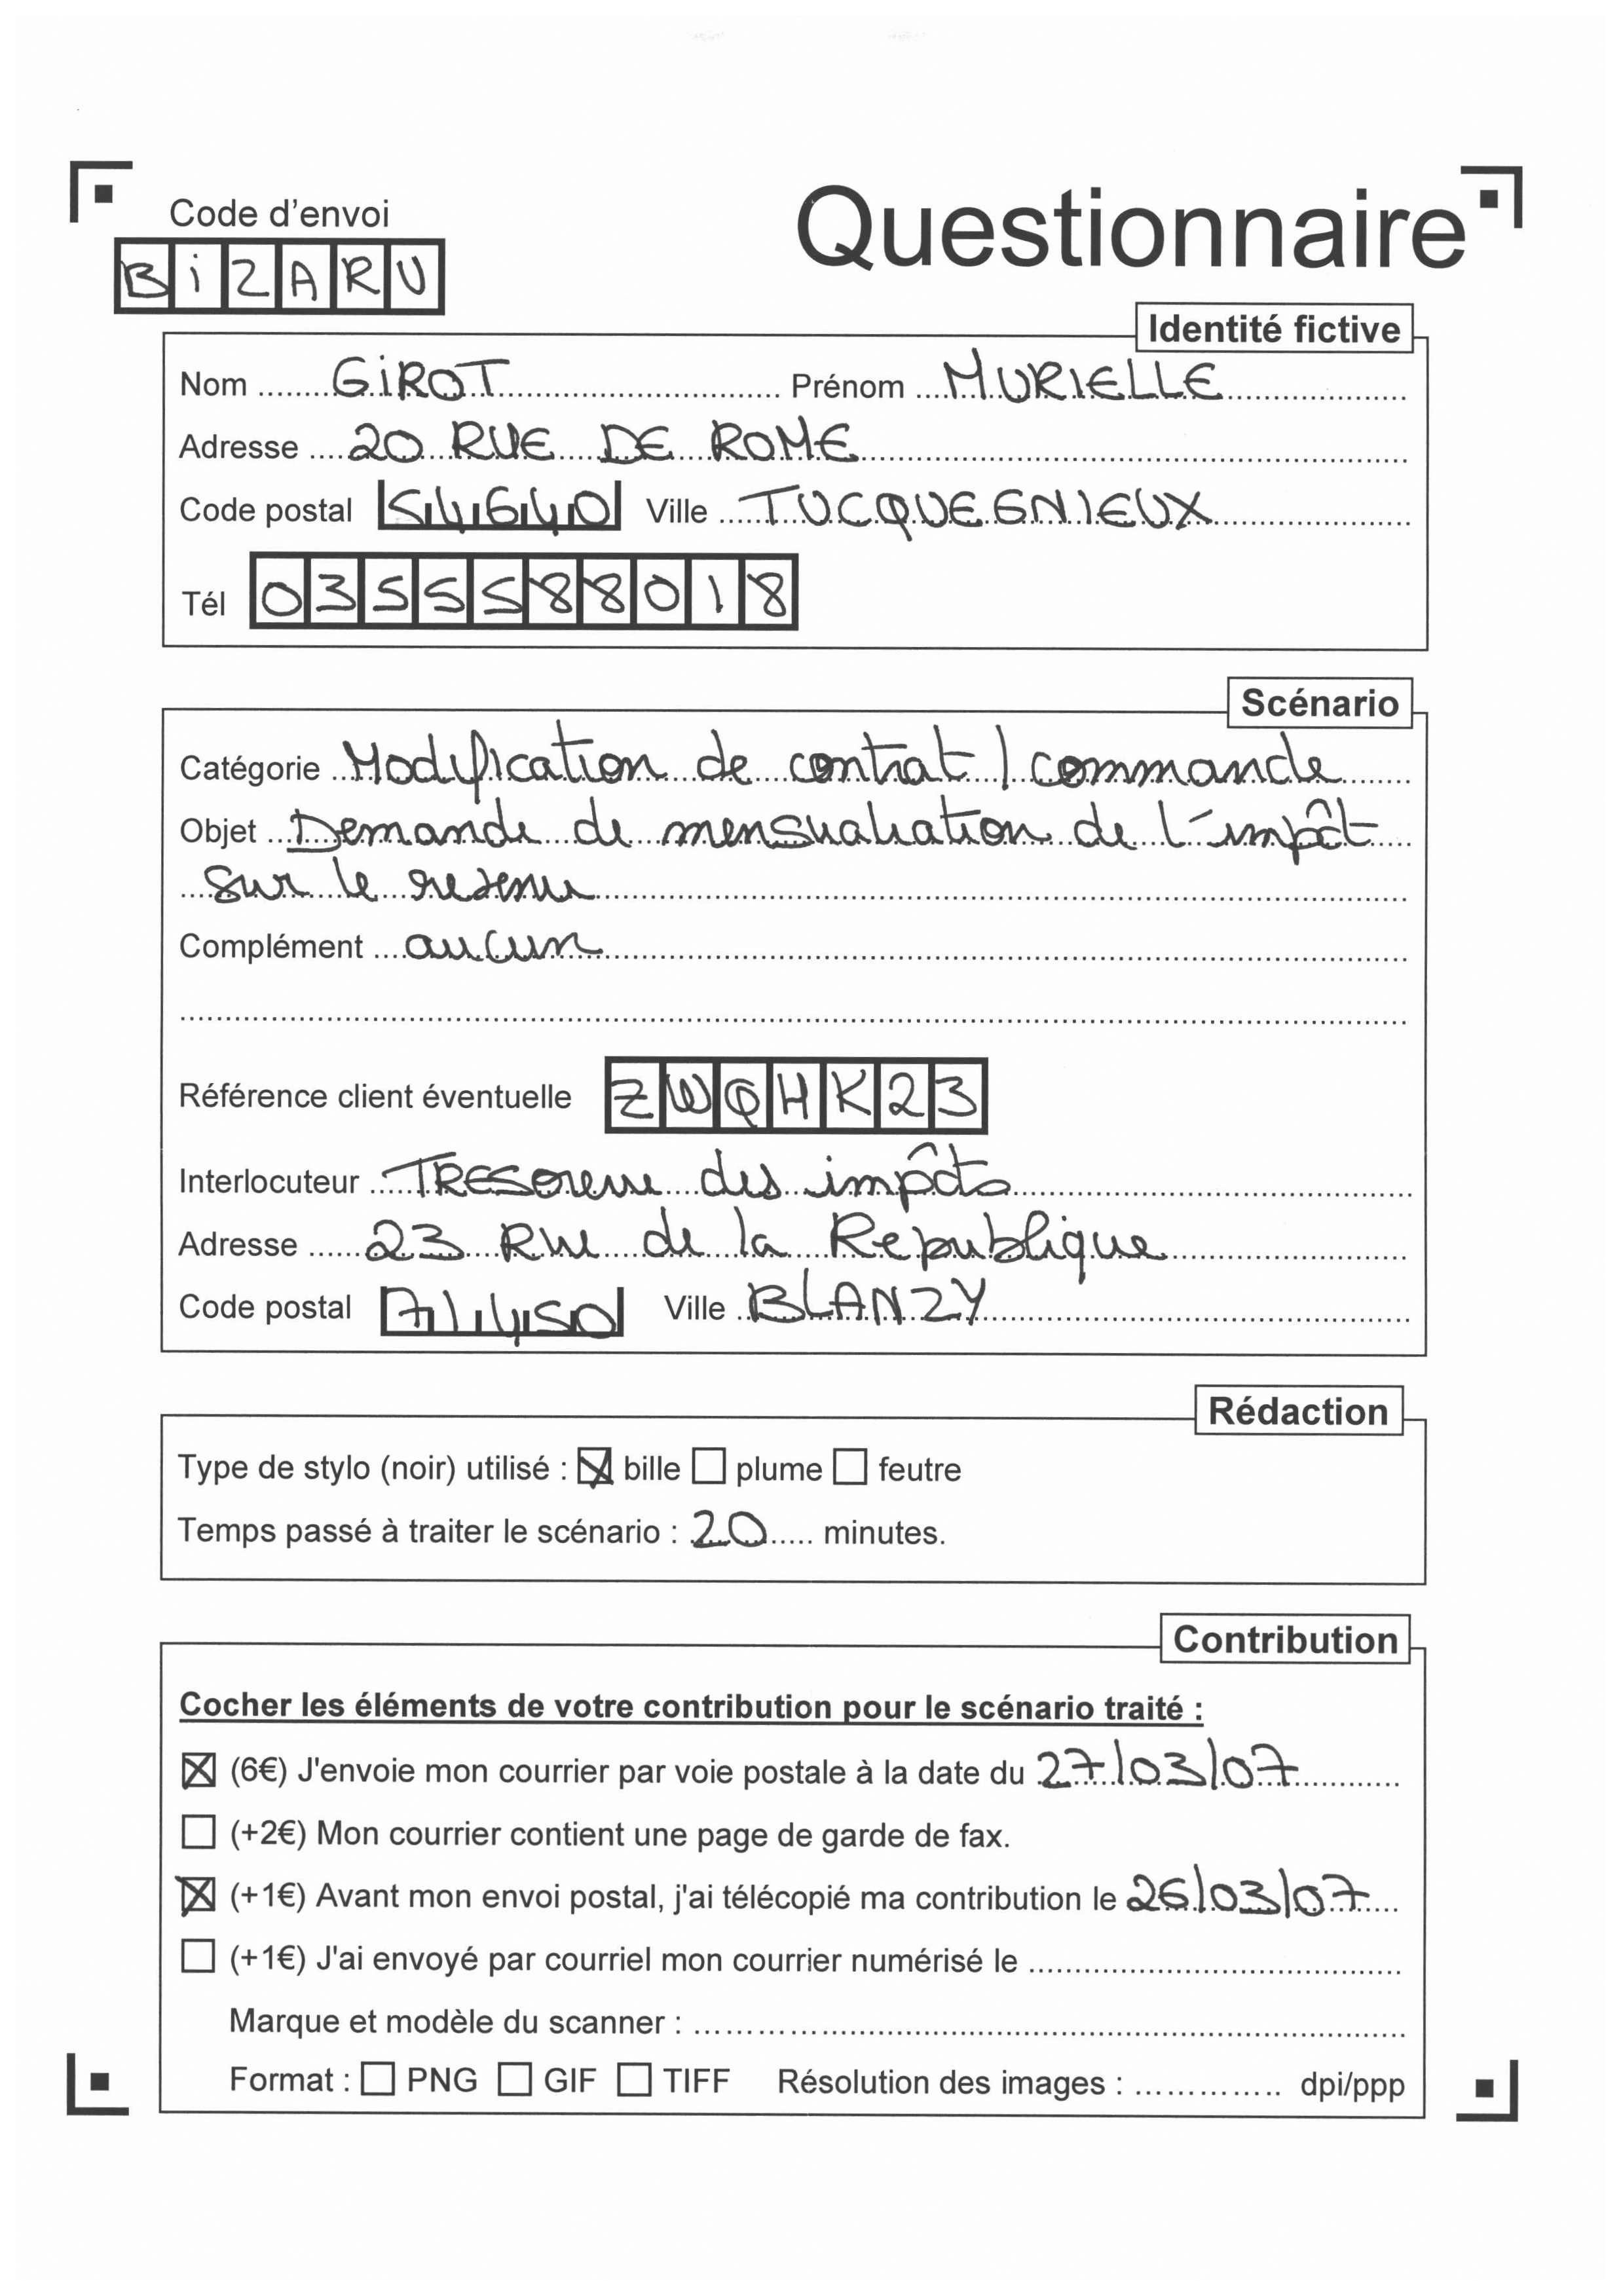 Code d'envoi
Questionnaire
BiZARU
Identité fictive
Nom GiROT Prénom MURIELLE
Adresse 20 RUE DE ROME
Code postal 54640 Ville TUCQUEGNIEUX
Tél 0355588018
Scénario
Catégorie Modification de contrat / commande
Objet Demande de mensualiation de l'impôt
sur le revenu
Complément aucun
Référence client éventuelle ZWQHK23
Interlocuteur TRESorerie des impôts
Adresse 23 Rue de la Republique
Code postal 71450 Ville BLANZY
Rédaction
Type de stylo (noir) utilisé : ☒ bille ☐ plume ☐ feutre
Temps passé à traiter le scénario : 20 minutes.
Contribution
Cocher les éléments de votre contribution pour le scénario traité :
☒ (6€) J'envoie mon courrier par voie postale à la date du 27/03/07
☐ (+2€) Mon courrier contient une page de garde de fax.
☒ (+1€) Avant mon envoi postal, j'ai télécopié ma contribution le 26/03/07
☐ (+1€) J'ai envoyé par courriel mon courrier numérisé le
Marque et modèle du scanner :
Format : ☐ PNG ☐ GIF ☐ TIFF Résolution des images : dpi/ppp